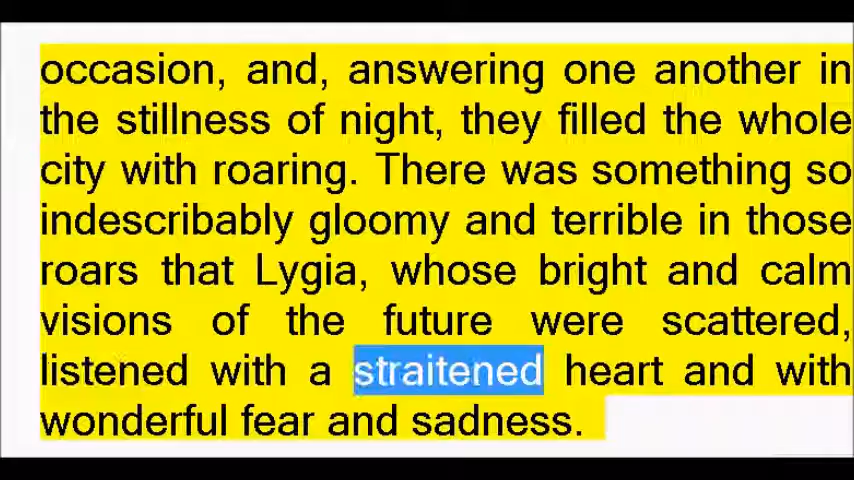 occasion, and, answering one another in
the stillness of night, they filled the whole
city with roaring. There was something so
indescribably gloomy and terrible in those
roars that Lygia, whose bright and calm
visions of the future were scattered,
listened with a straitened heart and with
wonderful fear and sadness.